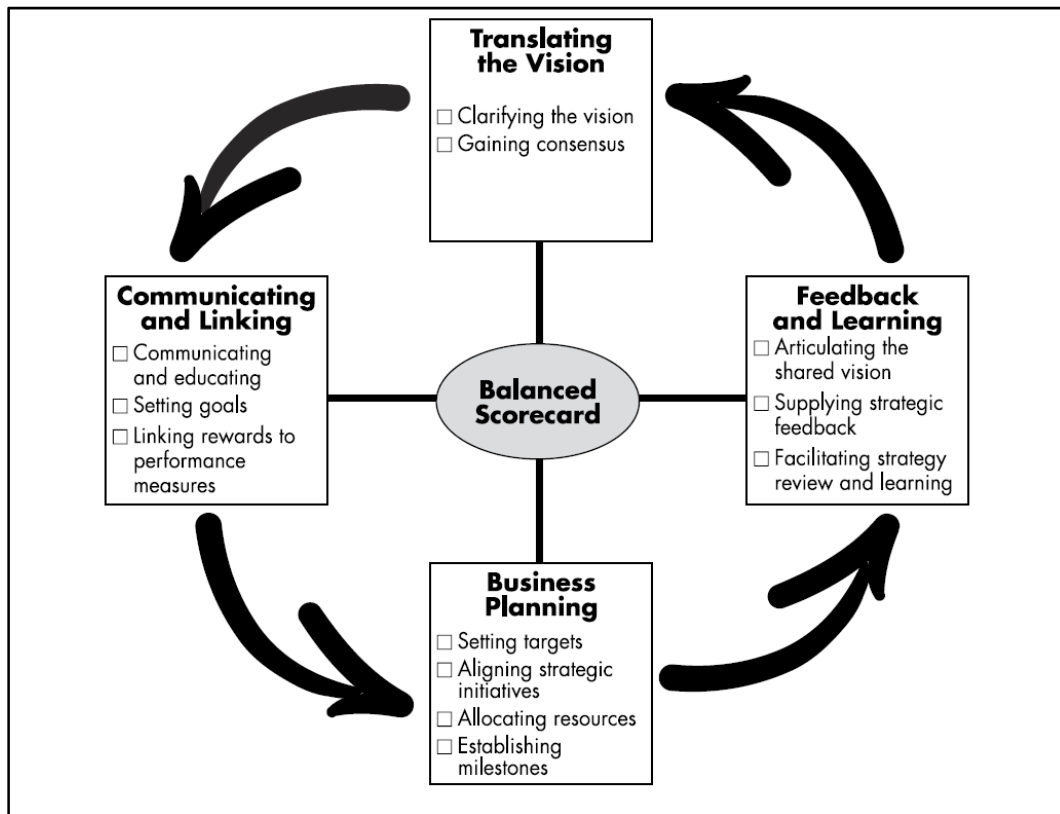 Translating
the Vision
☐ Clarifying the vision
☐ Gaining consensus
Communicating
and Linking
☐ Communicating
and educating
☐ Setting goals
☐ Linking rewards to
performance
measures
Balanced
Scorecard
Feedback
and Learning
☐ Articulating the
shared vision
☐ Supplying strategic
feedback
☐ Facilitating strategy
review and learning
Business
Planning
☐ Setting targets
☐ Aligning strategic
initiatives
☐ Allocating resources
☐ Establishing
milestones